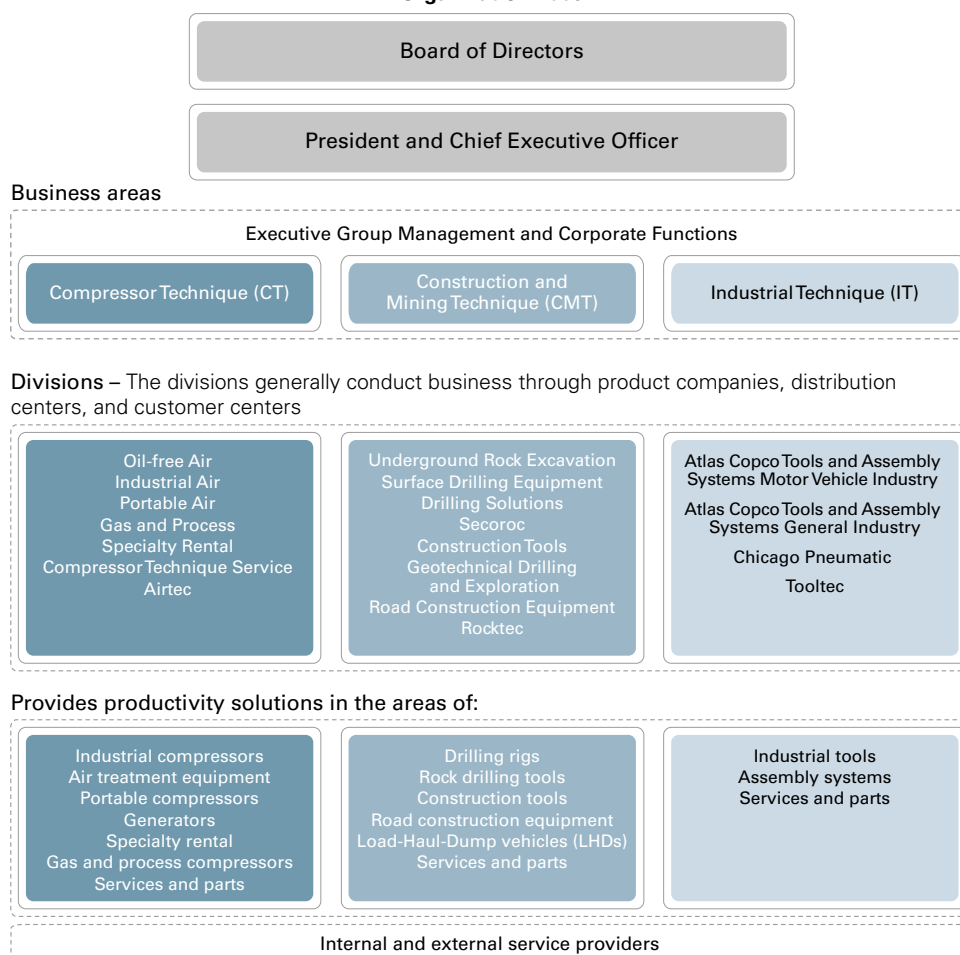 Board of Directors
President and Chief Executive Officer
Business areas
Executive Group Management and Corporate Functions
Compressor Technique (CT)
Construction and
Mining Technique (CMT)
Industrial Technique (IT)
Divisions – The divisions generally conduct business through product companies, distribution
centers, and customer centers
Oil-free Air
Industrial Air
Portable Air
Gas and Process
Specialty Rental
Compressor Technique Service
Airtec
Underground Rock Excavation
Surface Drilling Equipment
Drilling Solutions
Secoroc
Construction Tools
Geotechnical Drilling
and Exploration
Road Construction Equipment
Rocktec
Atlas Copco Tools and Assembly
Systems Motor Vehicle Industry
Atlas Copco Tools and Assembly
Systems General Industry
Chicago Pneumatic
Tooltec
Provides productivity solutions in the areas of:
Industrial compressors
Air treatment equipment
Portable compressors
Generators
Specialty rental
Gas and process compressors
Services and parts
Drilling rigs
Rock drilling tools
Construction tools
Road construction equipment
Load-Haul-Dump vehicles (LHDs)
Services and parts
Industrial tools
Assembly systems
Services and parts
Internal and external service providers